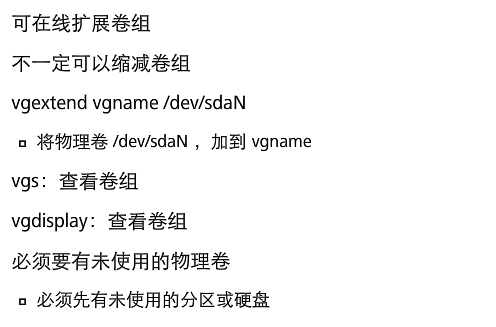 可在线扩展卷组
不一定可以缩减卷组
vgextend vgname /dev/sdaN
将物理卷 /dev/sdaN ，加到 vgname
vgs：查看卷组
vgdisplay：查看卷组
必须要有未使用的物理卷
必须先有未使用的分区或硬盘